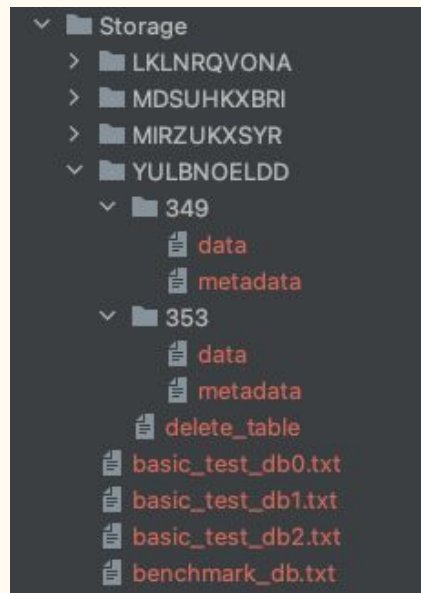 Storage
LKLNRQVONA
MDSUHKXBRI
MIRZUKXSYR
YULBNOELDD
349
data
metadata
353
data
metadata
delete_table
basic_test_db0.txt
basic_test_db1.txt
basic_test_db2.txt
benchmark_db.txt